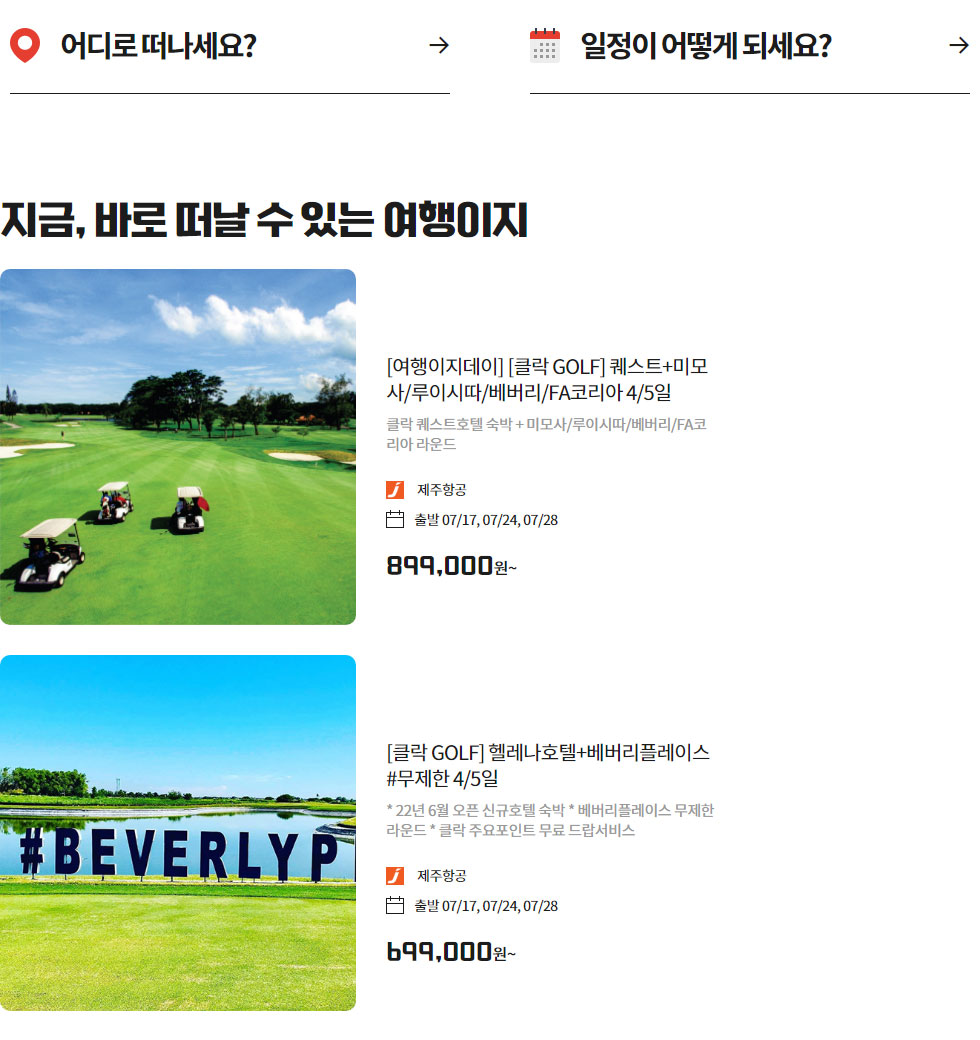 어디로 떠나세요?
일정이 어떻게 되세요?
지금, 바로 떠날 수 있는 여행이지
[여행이지데이] [클락 GOLF] 퀘스트+미모
사/루이시따/베버리/FA코리아 4/5일
클락 퀘스트호텔 숙박 + 미모사/루이시따/베버리/FA코
리아 라운드
제주항공
출발 07/17, 07/24, 07/28
899,000원~
#BEVERLYP
[클락 GOLF] 헬레나호텔+베버리플레이스
#무제한 4/5일
* 22년 6월 오픈 신규호텔 숙박 * 베버리플레이스 무제한
라운드 * 클락 주요포인트 무료 드랍서비스
제주항공
출발 07/17, 07/24, 07/28
699,000원~